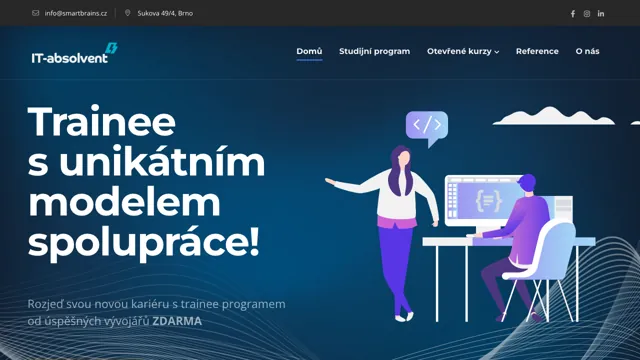 info@smartbrains.cz
Sukova 49/4, Brno
IT-absolvent
Domů
Studijní program
Otevřené kurzy
Reference
O nás
Trainee
s unikátním
modelem
spolupráce!
Rozjeď svou novou kariéru s trainee programem
od úspěšných vývojářů ZDARMA